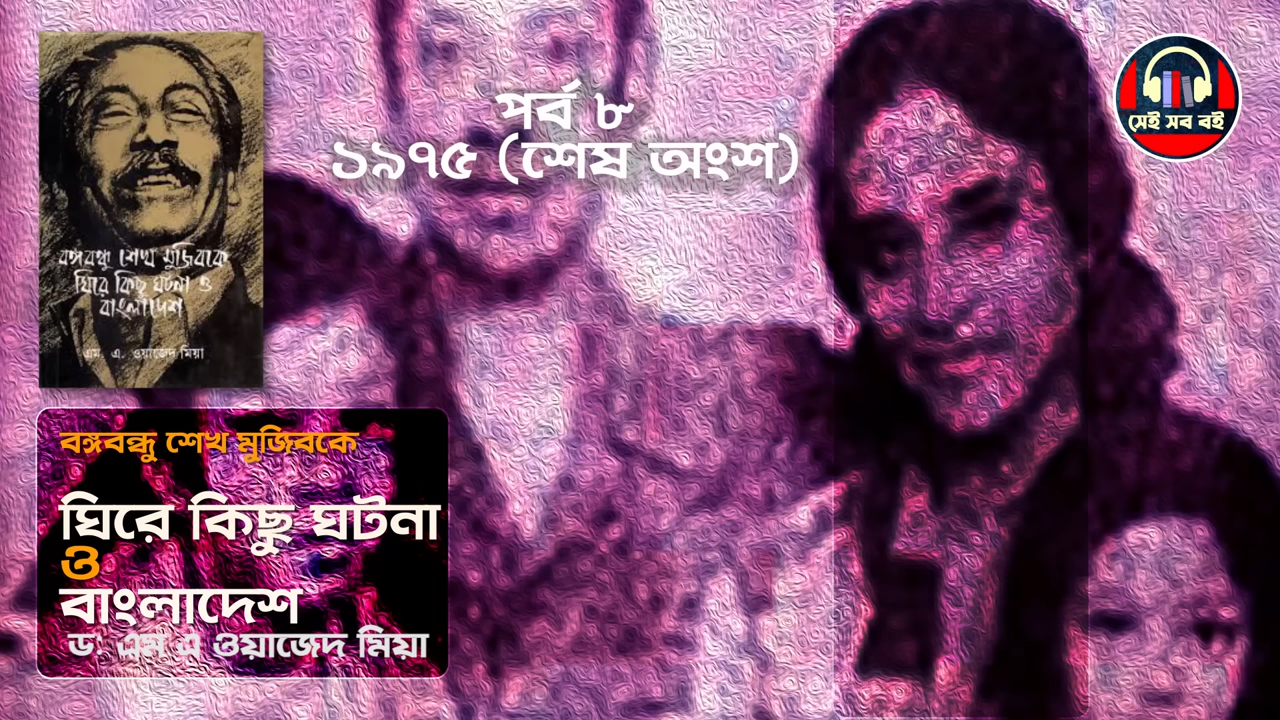 পর্ব ৮
১৯৭৫ (শেষ অংশ)
সেই সব বই
বঙ্গবন্ধু শেখ মুজিবকে
ঘিরে কিছু ঘটনা ও
বাংলাদেশ
এম. এ. ওয়াজেদ মিয়া
বঙ্গবন্ধু শেখ মুজিবকে
ঘিরে কিছু ঘটনা
ও
বাংলাদেশ
ড: এম এ ওয়াজেদ মিয়া